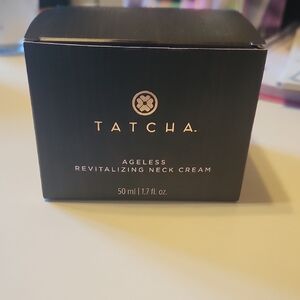 TATCHA.
AGELESS
REVITALIZING NECK CREAM
50 ml | 1.7 fl. oz.